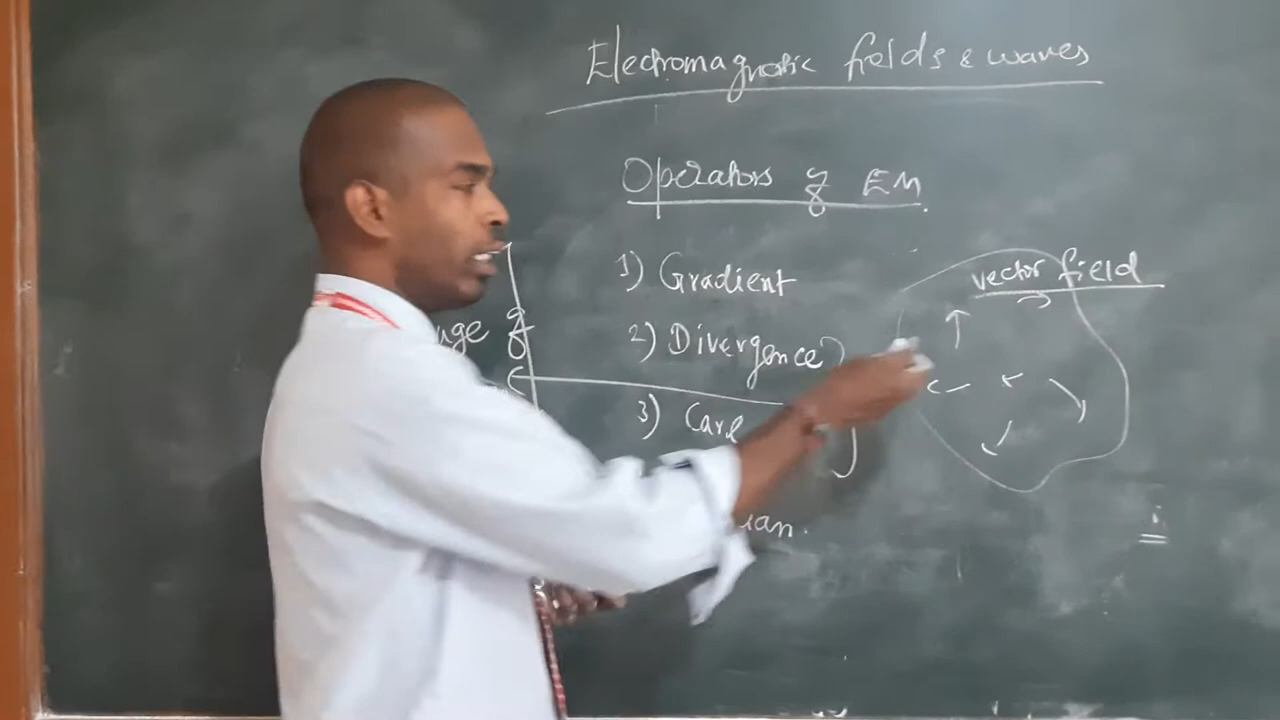 Electromagnetic fields & waves
Operators of EM
1) Gradient
vector field
2) Divergence
3) Curl